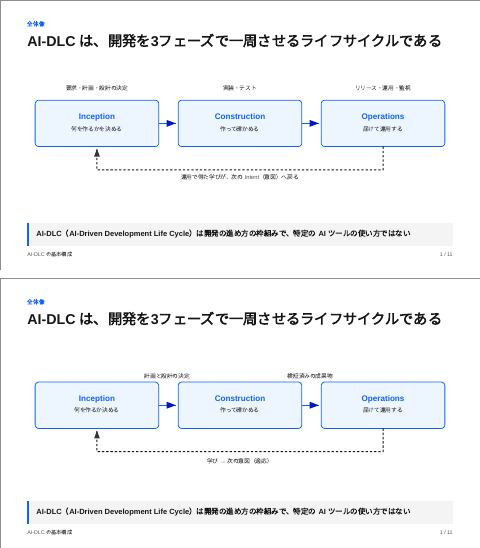 全体像
AI-DLC は、開発を3フェーズで一周させるライフサイクルである
要求・計画・設計の決定
実装・テスト
リリース・運用・監視
Inception
Construction
Operations
何を作るかを決める
作って確かめる
届けて運用する
運用で得た学びが、次の Intent（意図）へ戻る
AI-DLC（AI-Driven Development Life Cycle）は開発の進め方の枠組みで、特定の AI ツールの使い方ではない
AI-DLC の基本構成
1 / 11
全体像
AI-DLC は、開発を3フェーズで一周させるライフサイクルである
計画と設計の決定
検証済みの成果物
Inception
Construction
Operations
何を作るか決める
作って確かめる
届けて運用する
学び → 次の意図（適応）
AI-DLC（AI-Driven Development Life Cycle）は開発の進め方の枠組みで、特定の AI ツールの使い方ではない
AI-DLC の基本構成
1 / 11